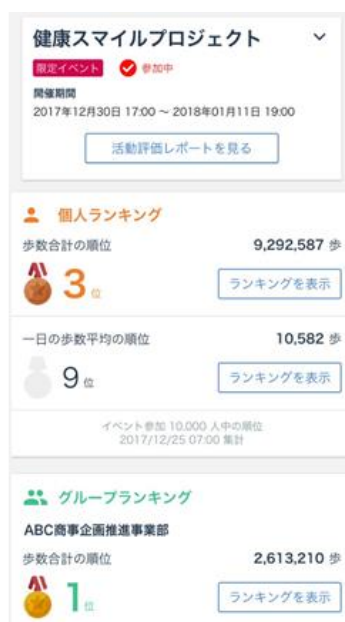 健康スマイルプロジェクト
限定イベント 参加中
開催期間
2017年12月30日 17:00 ~ 2018年01月11日 19:00
活動評価レポートを見る
個人ランキング
歩数合計の順位 9,292,587 歩
3 位 ランキングを表示
一日の歩数平均の順位 10,582 歩
9 位 ランキングを表示
イベント参加 10,000 人中の順位
2017/12/25 07:00 集計
グループランキング
ABC商事企画推進事業部
歩数合計の順位 2,613,210 歩
1 位 ランキングを表示